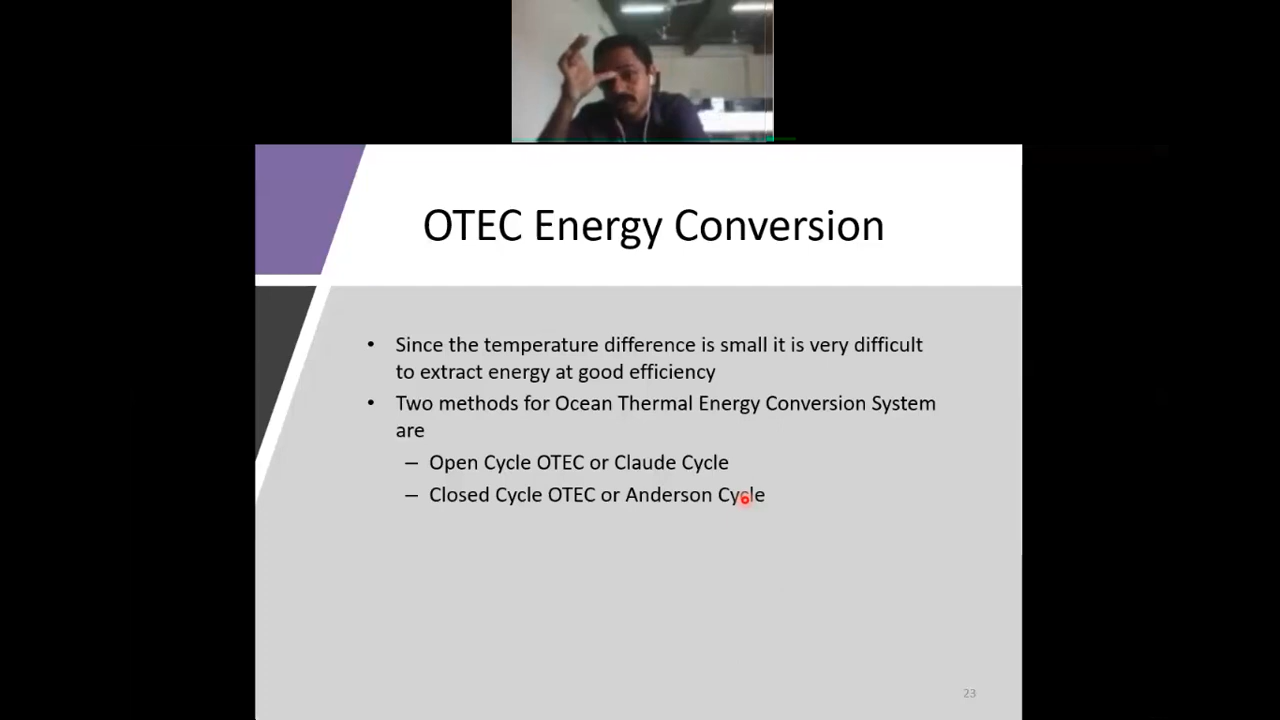 OTEC Energy Conversion
• Since the temperature difference is small it is very difficult
to extract energy at good efficiency
• Two methods for Ocean Thermal Energy Conversion System
are
– Open Cycle OTEC or Claude Cycle
– Closed Cycle OTEC or Anderson Cycle
23